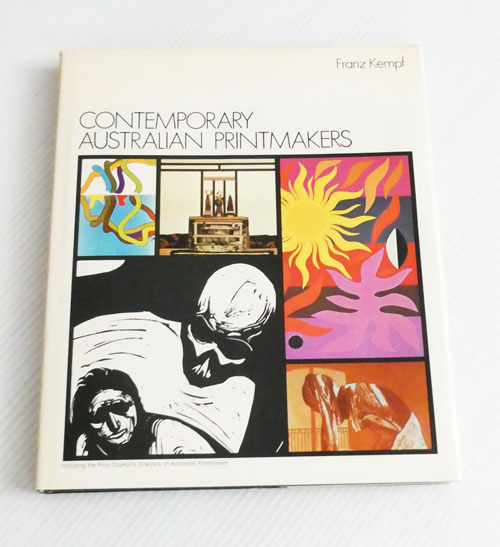 Franz Kempf
CONTEMPORARY
AUSTRALIAN PRINTMAKERS
Including the Print Council's Directory of Australian Printmakers